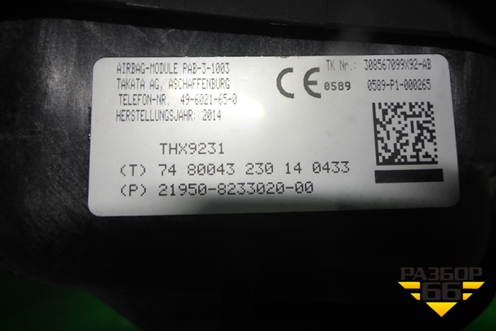 AIRBAG-MODULE PAB-3-1003
TAKATA AG, ASCHAFFENBURG
TELEFON-NR. 49-6021-65-0
HERSTELLUNGSJAHR: 2014
CE 0589
TK Nr.: 308567099X92-AB
0589-P1-000265
THX9231
(T) 74 80043 230 14 0433
(P) 21950-8233020-00
РАЗБОР
66